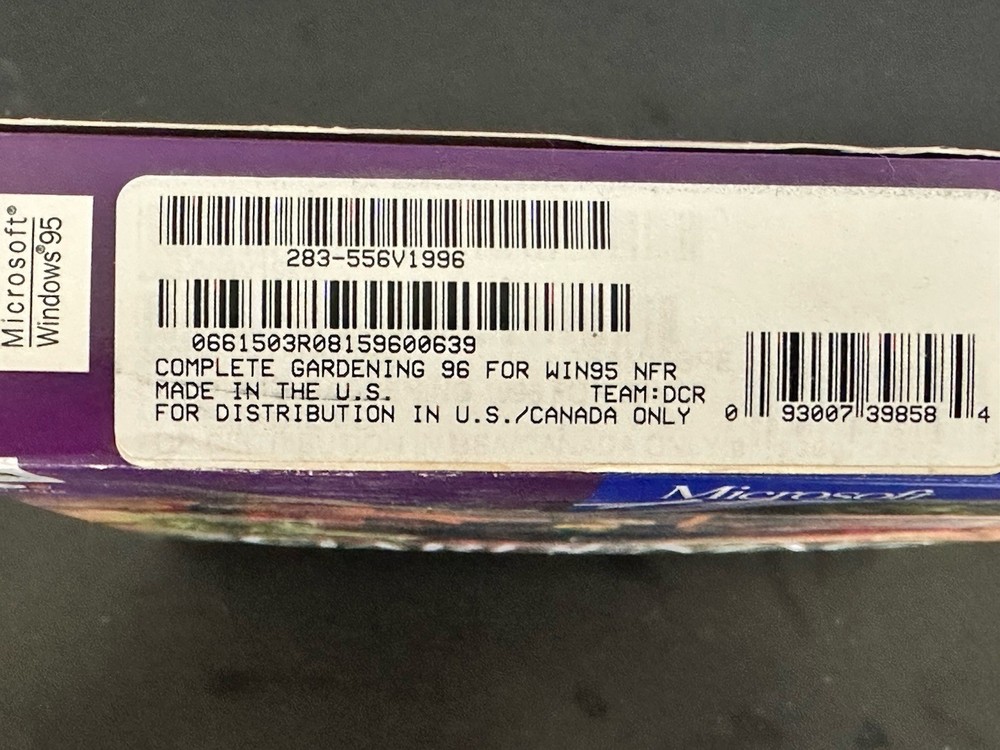 Microsoft®
Windows®95
283-556V1996
0661503R08159600639
COMPLETE GARDENING 96 FOR WIN95 NFR
MADE IN THE U.S. TEAM:DCR
FOR DISTRIBUTION IN U.S./CANADA ONLY
0 93007 39858 4
Microsoft